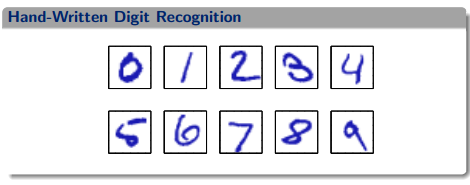 Hand-Written Digit Recognition
0 1 2 3 4
5 6 7 8 9